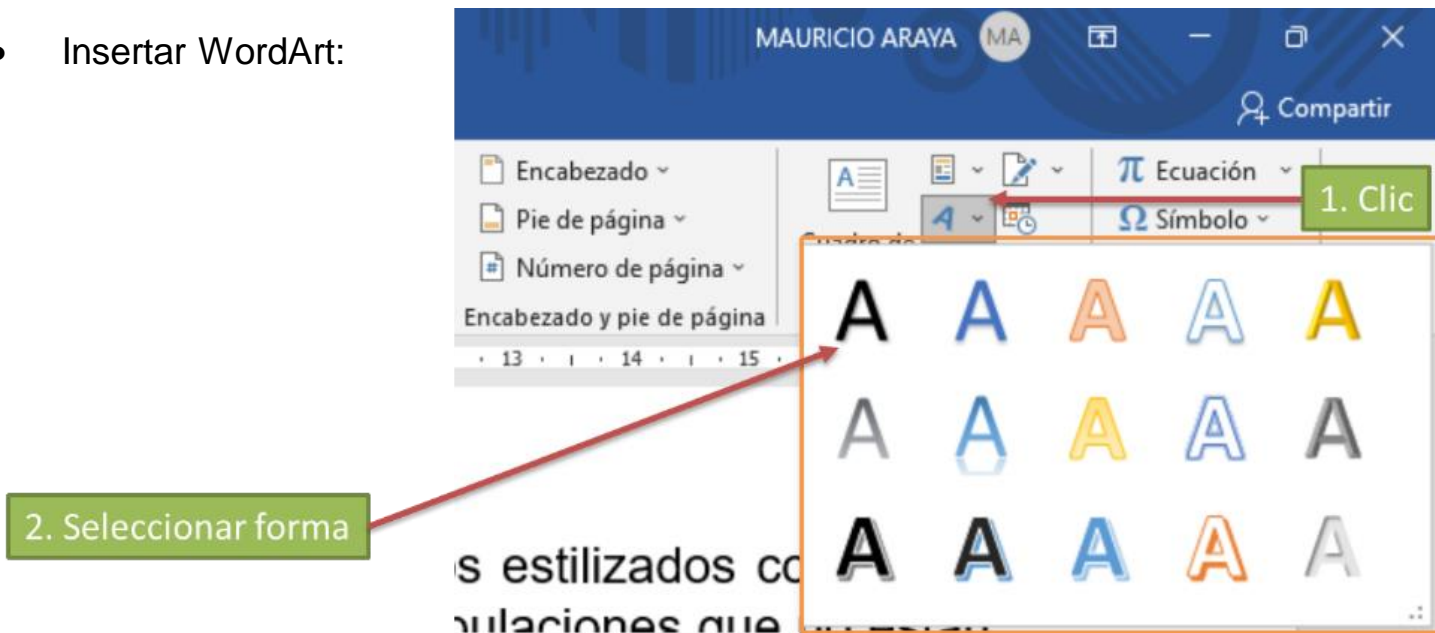 • Insertar WordArt:
MAURICIO ARAYA MA
Compartir
Encabezado
Pie de página
Número de página
Encabezado y pie de página
A
A
π Ecuación
Ω Símbolo
1. Clic
· 13 · ı · 14 · ı · 15 ·
A A A A A
A A A A A
A A A A A
2. Seleccionar forma
s estilizados
que